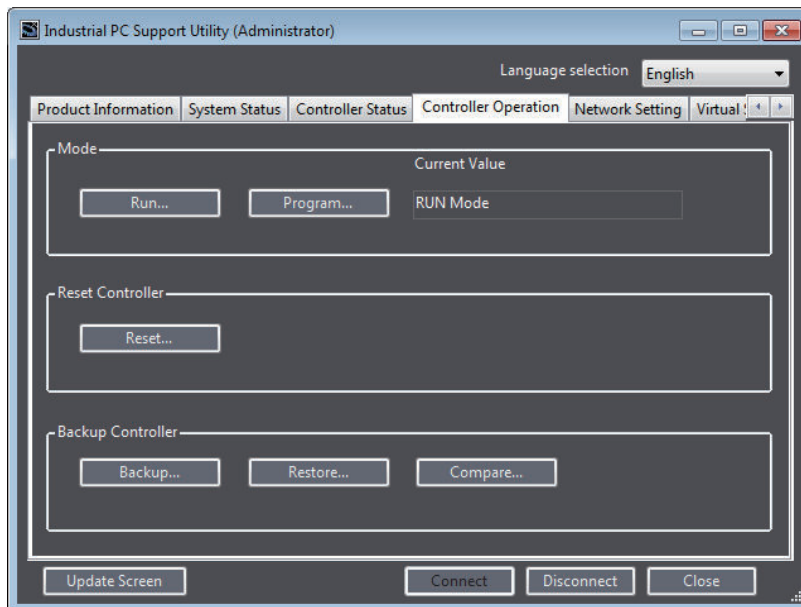 Industrial PC Support Utility (Administrator)
Language selection English
Product Information System Status Controller Status Controller Operation Network Setting Virtual
Mode
Current Value
Run... Program... RUN Mode
Reset Controller
Reset...
Backup Controller
Backup... Restore... Compare...
Update Screen Connect Disconnect Close